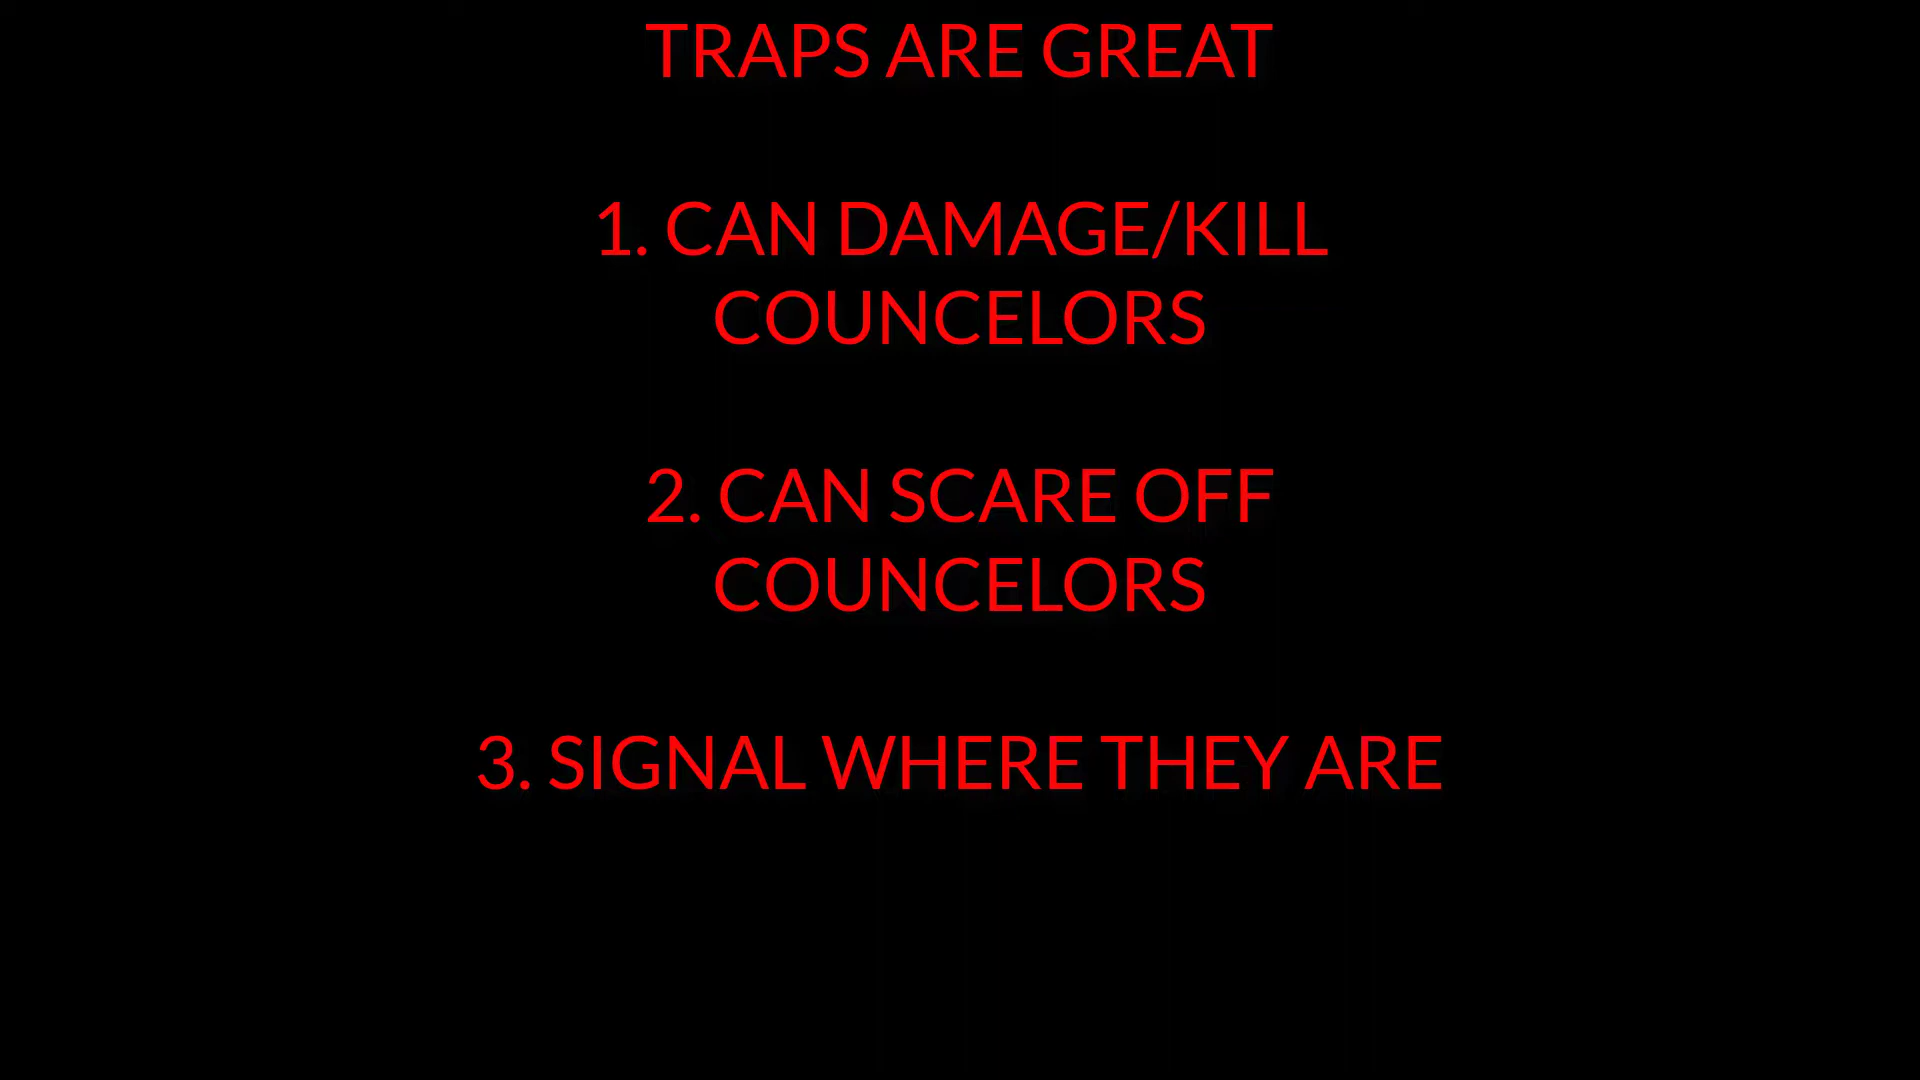 TRAPS ARE GREAT
1. CAN DAMAGE/KILL
COUNCELORS
2. CAN SCARE OFF
COUNCELORS
3. SIGNAL WHERE THEY ARE